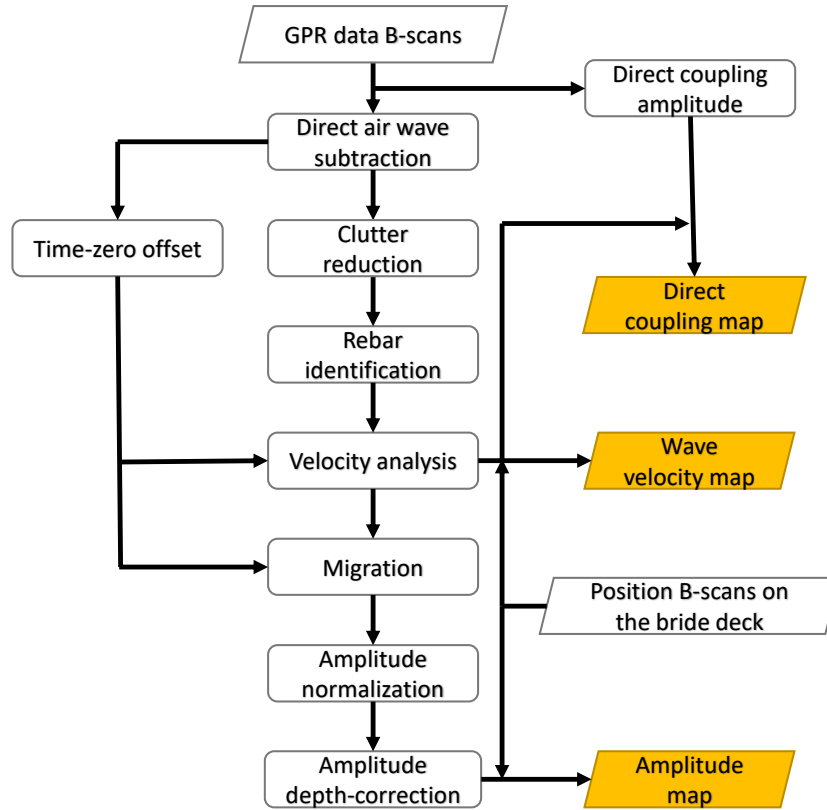 GPR data B-scans
Direct coupling
amplitude
Direct air wave
subtraction
Time-zero offset
Clutter
reduction
Direct
coupling map
Rebar
identification
Velocity analysis
Wave
velocity map
Migration
Position B-scans on
the bride deck
Amplitude
normalization
Amplitude
depth-correction
Amplitude
map